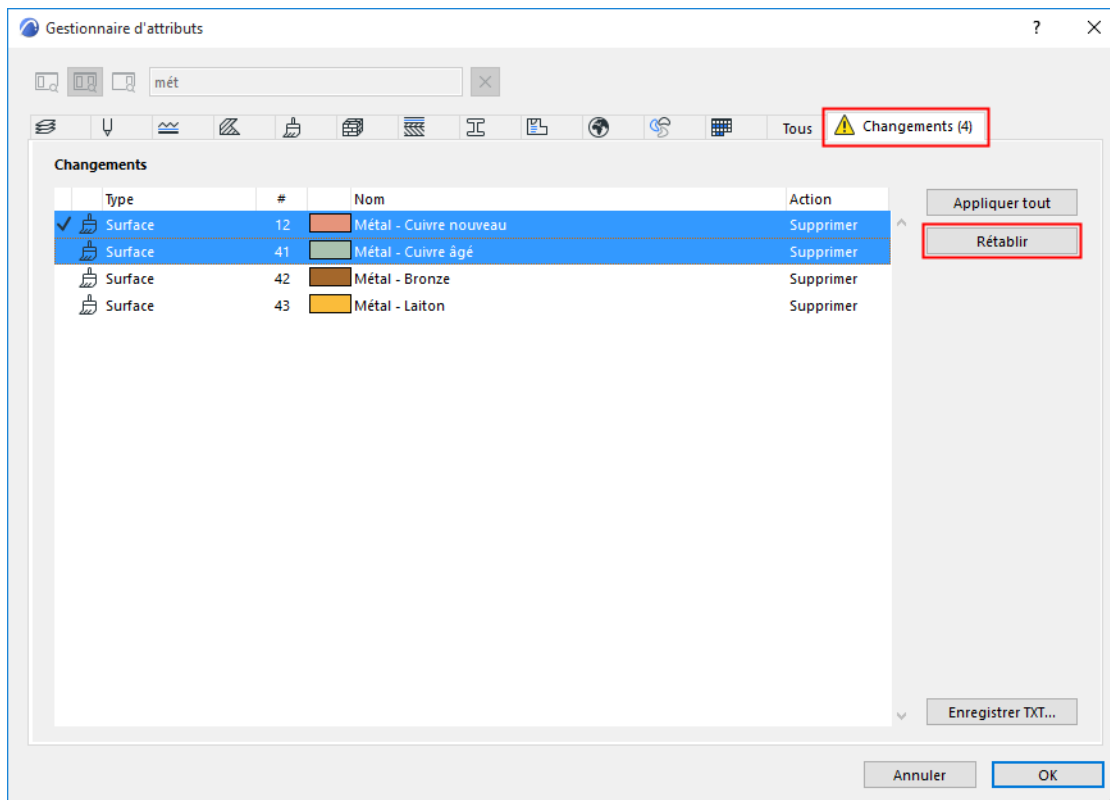 Gestionnaire d'attributs ?
mét
Tous Changements (4)
Changements
Type # Nom Action
Surface 12 Métal - Cuivre nouveau Supprimer
Surface 41 Métal - Cuivre âgé Supprimer
Surface 42 Métal - Bronze Supprimer
Surface 43 Métal - Laiton Supprimer
Appliquer tout
Rétablir
Enregistrer TXT...
Annuler OK